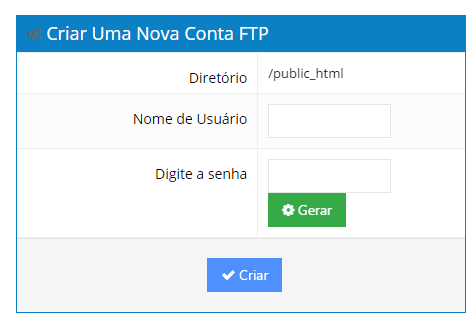 Criar Uma Nova Conta FTP
Diretório /public_html
Nome de Usuário
Digite a senha
Gerar
Criar